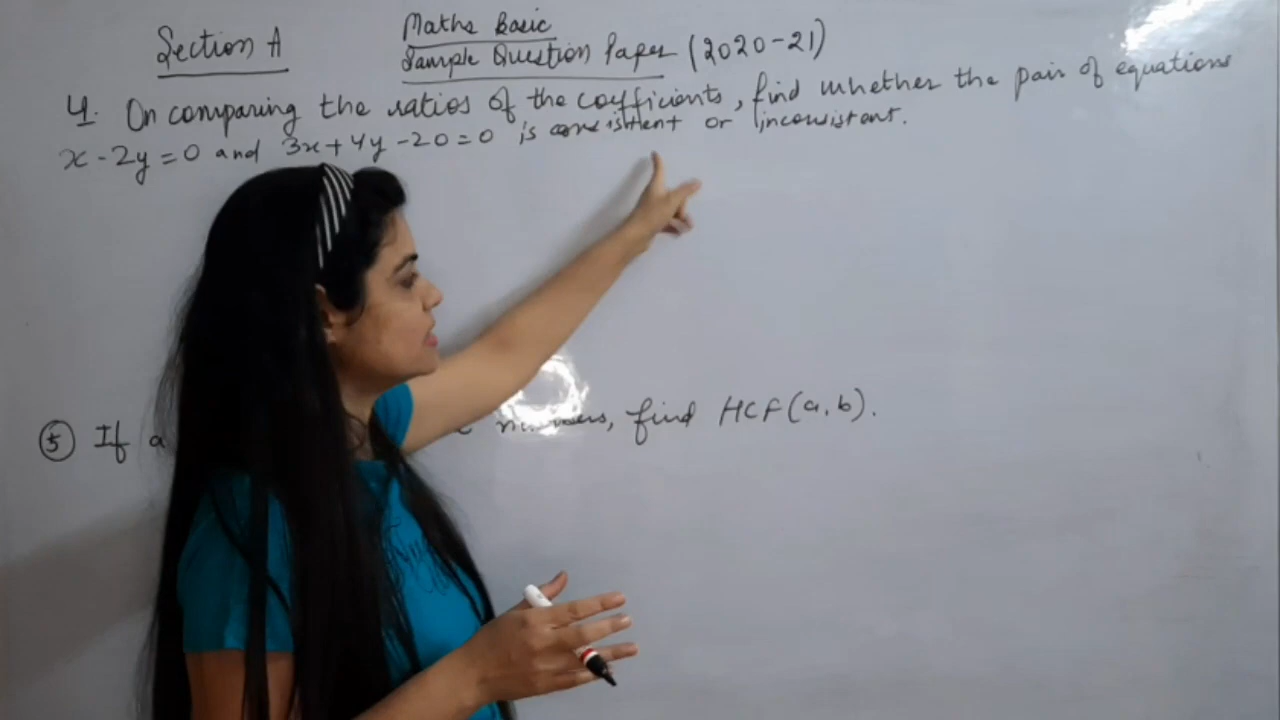 Section A
Maths Basic
Sample Question Paper (2020-21)
4. On comparing the ratios of the coefficients, find whether the pair of equations
x - 2y = 0 and 3x + 4y - 20 = 0 is consistent or inconsistent.
⑤ If a find HCF(a, b).